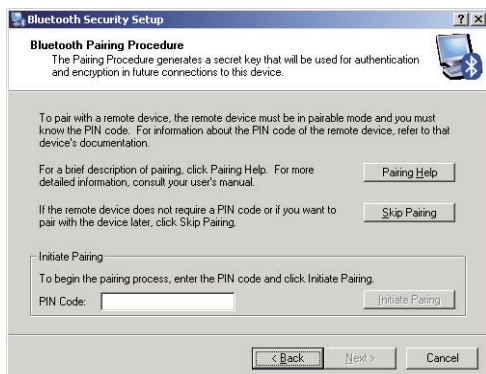 Bluetooth Security Setup
Bluetooth Pairing Procedure
The Pairing Procedure generates a secret key that will be used for authentication
and encryption in future connections to this device.
To pair with a remote device, the remote device must be in pairable mode and you must
know the PIN code. For information about the PIN code of the remote device, refer to that
device's documentation.
For a brief description of pairing, click Pairing Help. For more
detailed information, consult your user's manual.
Pairing Help
If the remote device does not require a PIN code or if you want to
pair with the device later, click Skip Pairing.
Skip Pairing
Initiate Pairing
To begin the pairing process, enter the PIN code and click Initiate Pairing.
PIN Code:
Initiate Paring
< Back
Next >
Cancel